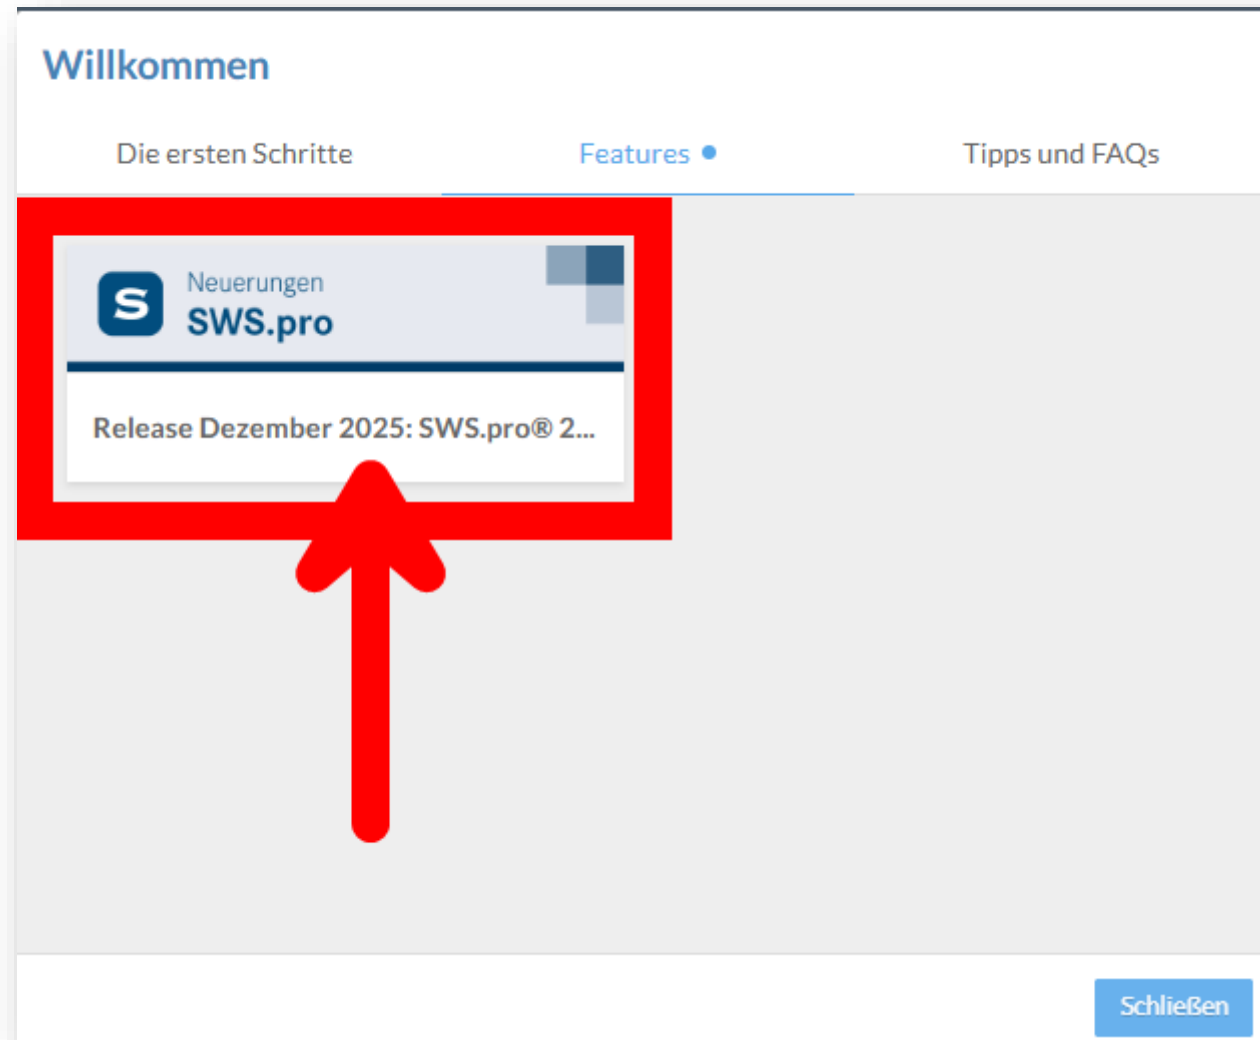 Willkommen
Die ersten Schritte
Features
Tipps und FAQs
S
Neuerungen
SWS.pro
Release Dezember 2025: SWS.pro® 2...
Schließen